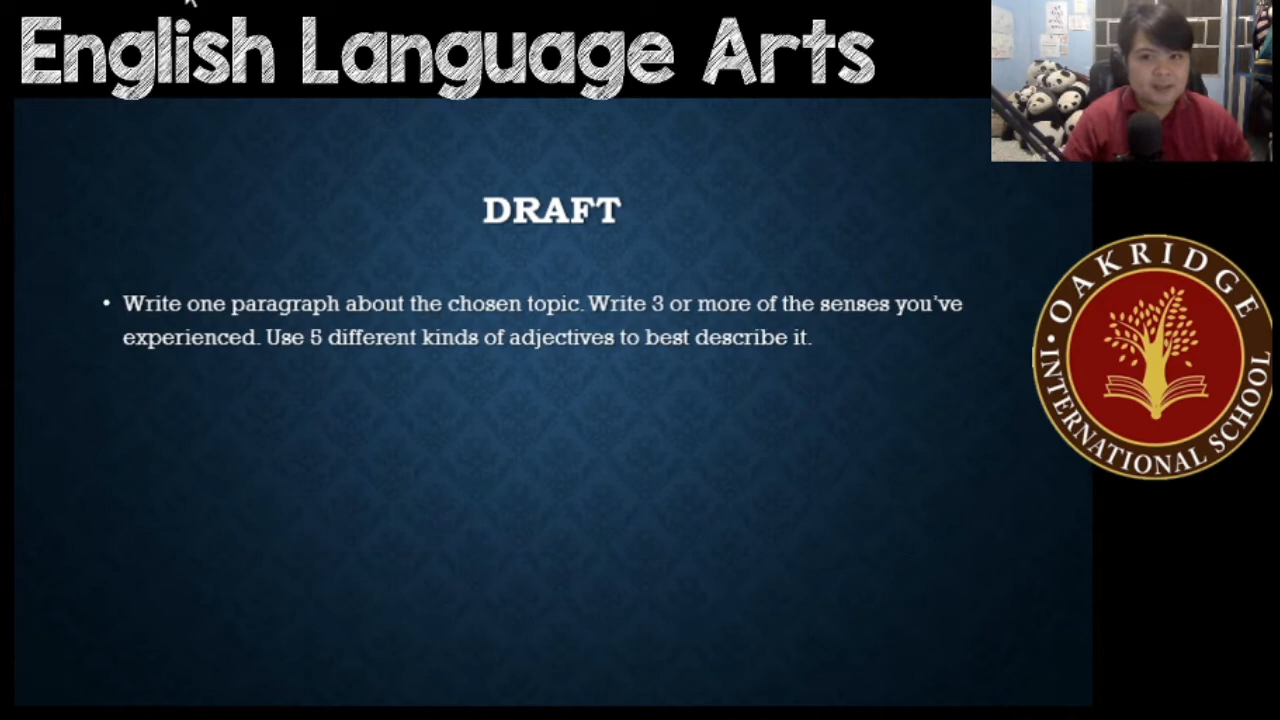 English Language Arts
DRAFT
• Write one paragraph about the chosen topic. Write 3 or more of the senses you've
experienced. Use 5 different kinds of adjectives to best describe it.
OAKRIDGE
• INTERNATIONAL SCHOOL